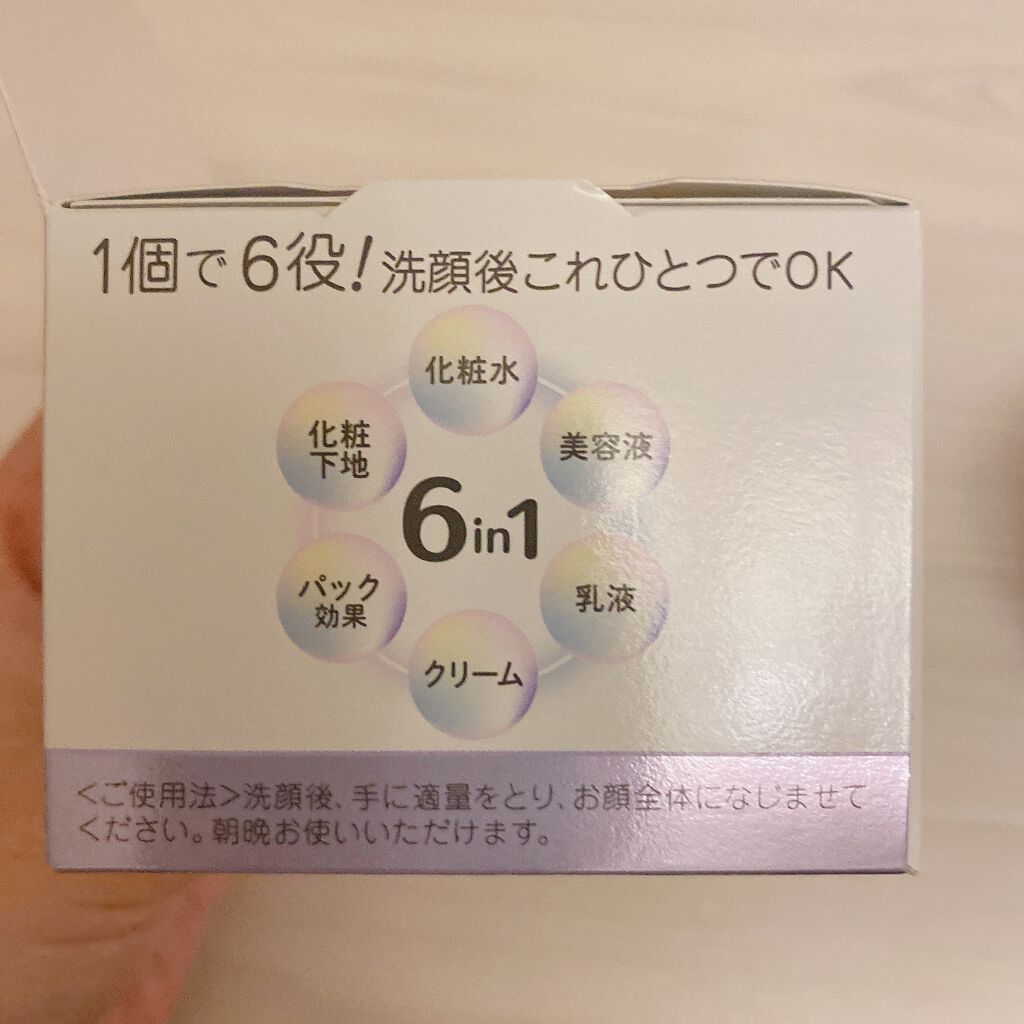 1個で6役!洗顔後これひとつでOK
化粧水
美容液
乳液
クリーム
パック
効果
化粧
下地
6in1
<ご使用法>洗顔後、手に適量をとり、お顔全体になじませて
ください。朝晩お使いいただけます。